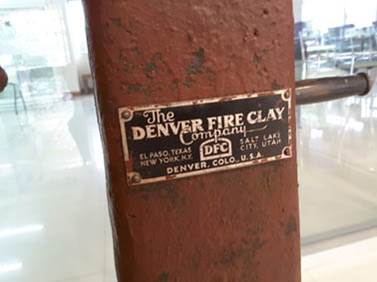 The
DENVER FIRE CLAY
Company
EL PASO, TEXAS
NEW YORK, N.Y.
DFC
SALT LAKE
CITY, UTAH
DENVER, COLO., U.S.A.